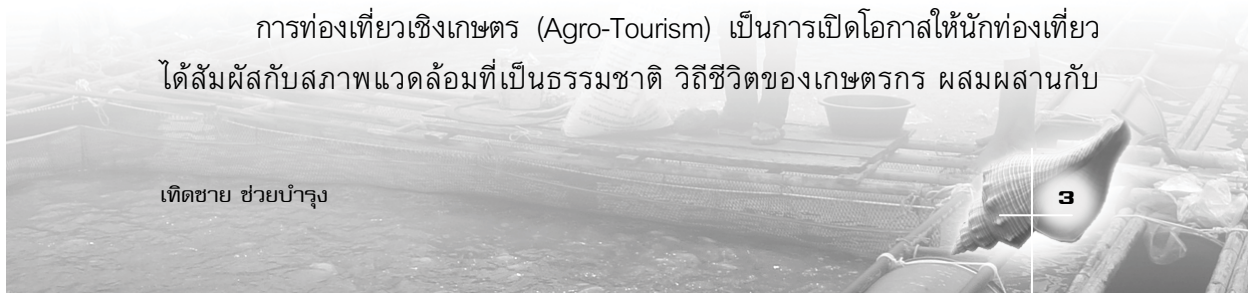 การท่องเที่ยวเชิงเกษตร (Agro-Tourism) เป็นการเปิดโอกาสให้นักท่องเที่ยว
ได้สัมผัสกับสภาพแวดล้อมที่เป็นธรรมชาติ วิถีชีวิตของเกษตรกร ผสมผสานกับ
เทิดชาย ช่วยบำรุง
3